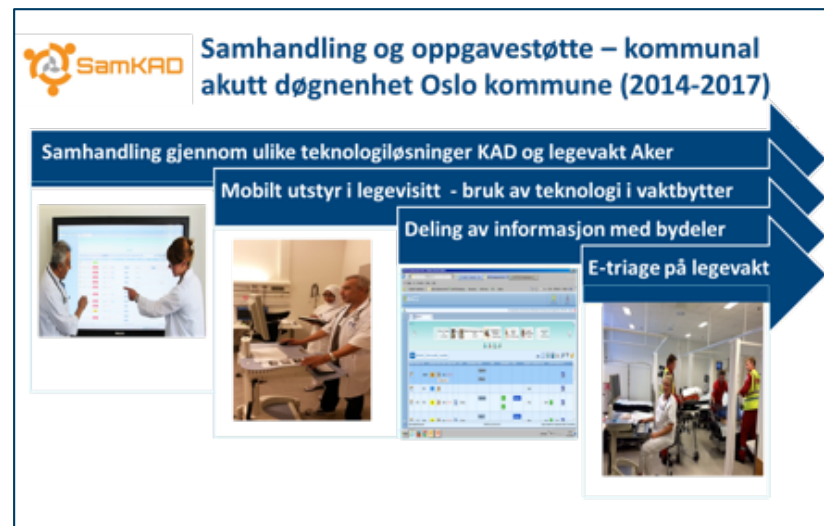 SamKAD
Samhandling og oppgavestøtte – kommunal
akutt døgnenhet Oslo kommune (2014-2017)
Samhandling gjennom ulike teknologiløsninger KAD og legevakt Aker
Mobilt utstyr i legevisitt - bruk av teknologi i vaktbytter
Deling av informasjon med bydeler
E-triage på legevakt